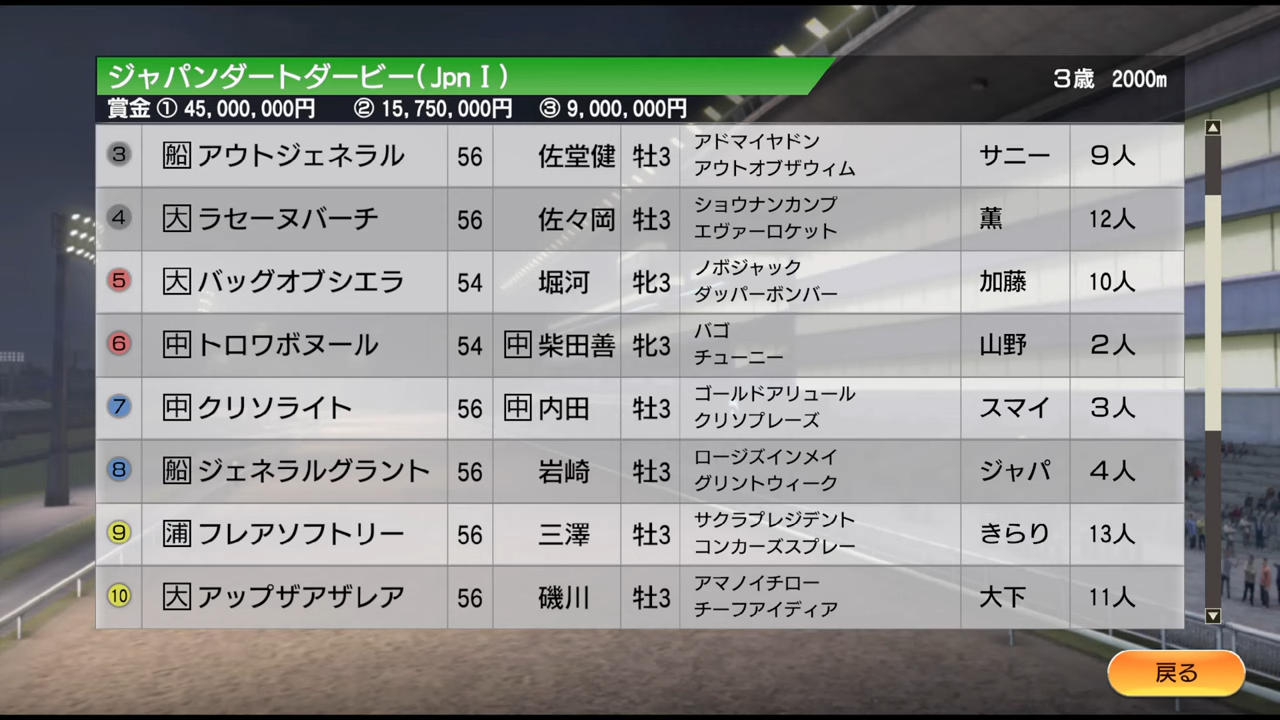 ジャパンダートダービー(JpnⅠ) 3歳 2000m
賞金 ① 45,000,000円 ② 15,750,000円 ③ 9,000,000円
3 船 アウトジェネラル 56 佐堂健 牡3 アドマイヤドン サニー 9人
アウトオブザウィム
4 大 ラセーヌバーチ 56 佐々岡 牡3 ショウナンカンプ 薫 12人
エヴァーロケット
5 大 バッグオブシエラ 54 堀河 牝3 ノボジャック 加藤 10人
ダッパーボンバー
6 中 トロワボヌール 54 中 柴田善 牝3 バゴ 山野 2人
チューニー
7 中 クリソライト 56 中 内田 牡3 ゴールドアリュール スマイ 3人
クリソプレーズ
8 船 ジェネラルグラント 56 岩崎 牡3 ロージズインメイ ジャパ 4人
グリントウィーク
9 浦 フレアソフトリー 56 三澤 牡3 サクラプレジデント きらり 13人
コンカーズスプレー
10 大 アップザアザレア 56 磯川 牡3 アマノイチロー 大下 11人
チーフアイディア
戻る